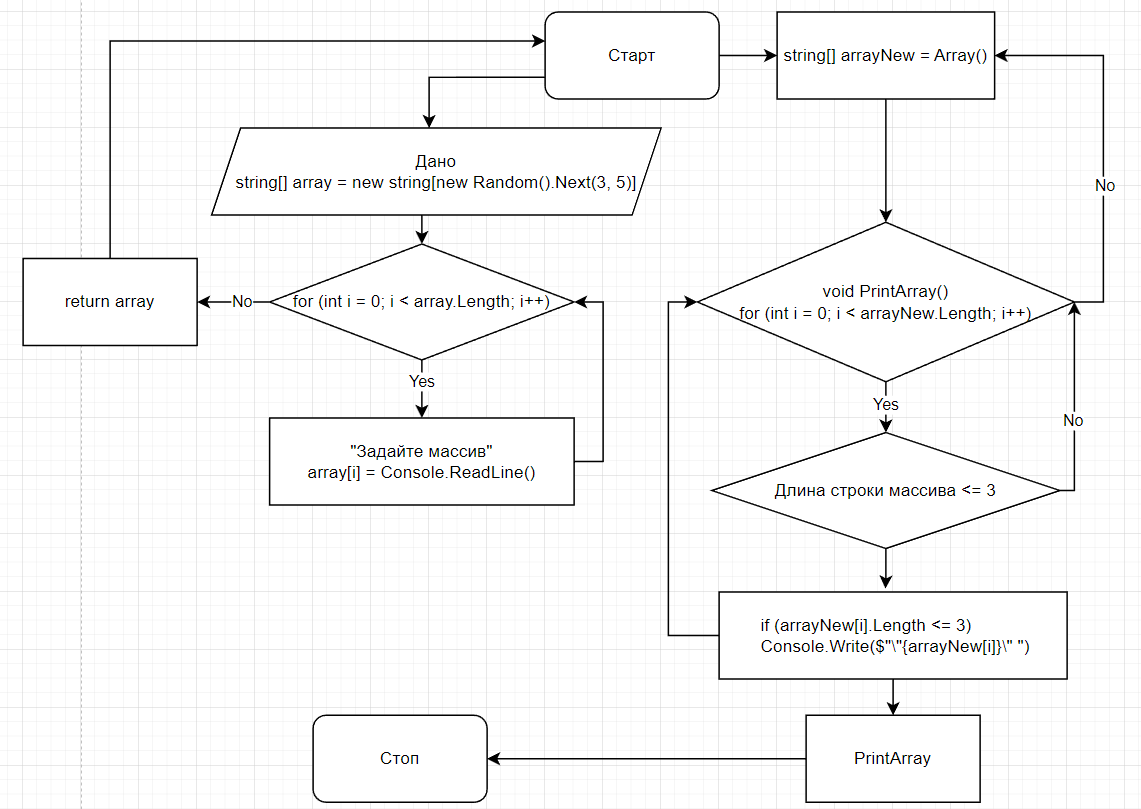 Старт
string[] arrayNew = Array()
Дано
string[] array = new string[new Random().Next(3, 5)]
No
return array
No
for (int i = 0; i < array.Length; i++)
void PrintArray()
for (int i = 0; i < arrayNew.Length; i++)
Yes
Yes
No
"Задайте массив"
array[i] = Console.ReadLine()
Длина строки массива <= 3
if (arrayNew[i].Length <= 3)
Console.Write($"\"{arrayNew[i]}\" ")
Стоп
PrintArray